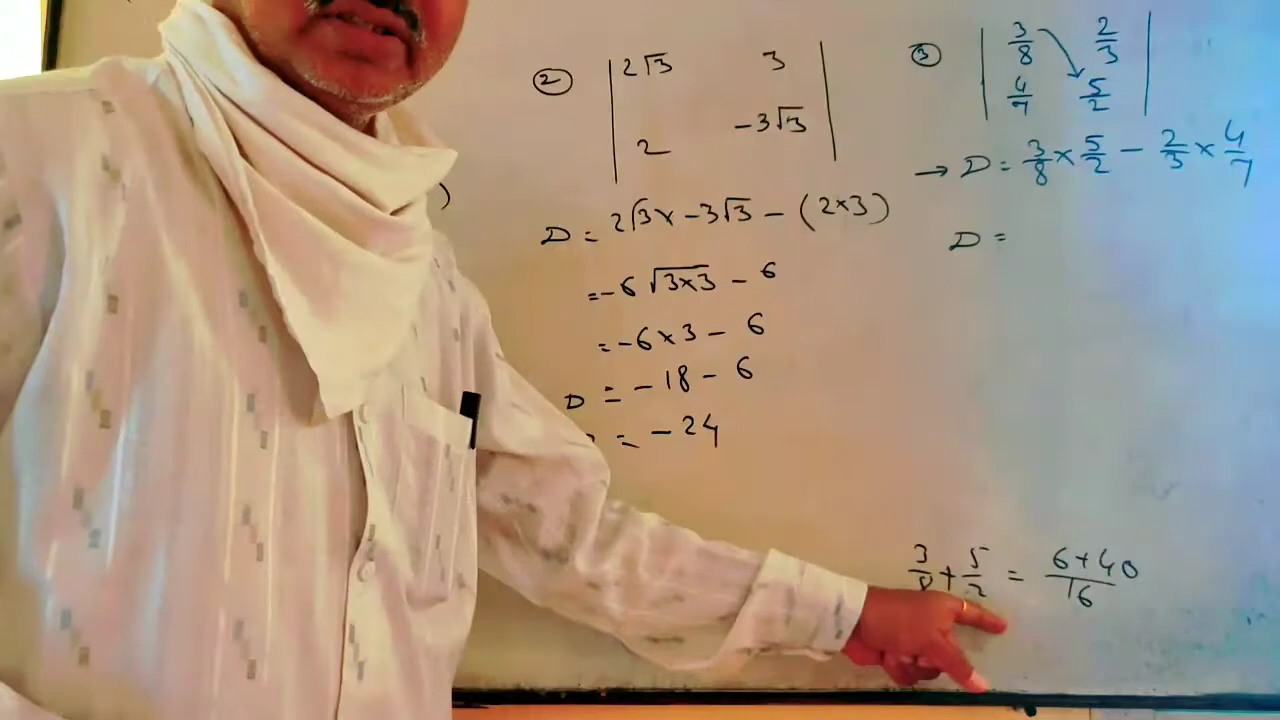 ② | 2√3 3 |
| 2 -3√3 |
D = 2√3 × -3√3 - (2×3)
= -6 √3×3 - 6
= -6 × 3 - 6
D = -18 - 6
= -24
③ | 3/8 2/3 |
| 4/7 5/2 |
→ D = 3/8 × 5/2 - 2/3 × 4/7
D =
3/8 + 5/2 = 6+40/16
)